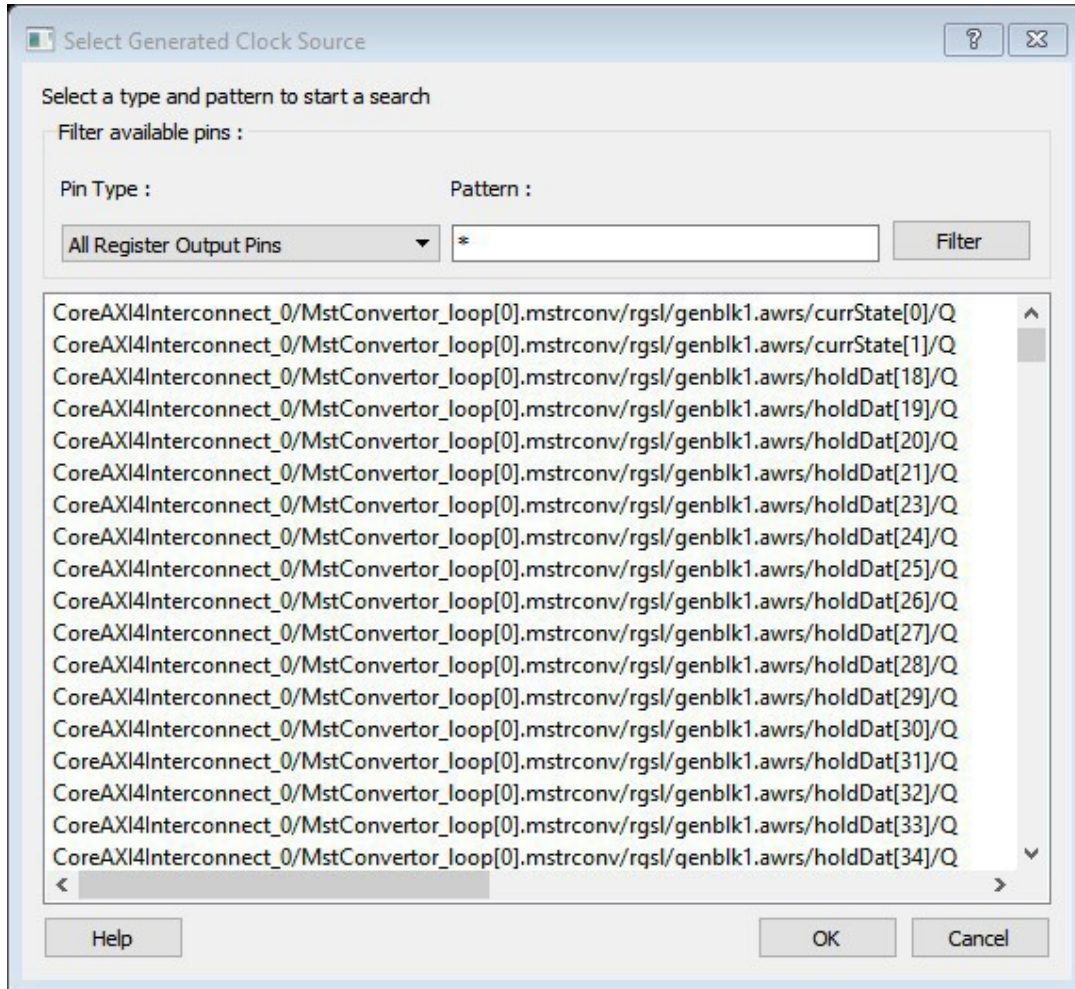 Select Generated Clock Source
Select a type and pattern to start a search
Filter available pins :
Pin Type :
Pattern :
All Register Output Pins
*
Filter
CoreAXI4Interconnect_0/MstConvertor_loop[0].mstrconv/rgsl/genblk1.awrs/currState[0]/Q
CoreAXI4Interconnect_0/MstConvertor_loop[0].mstrconv/rgsl/genblk1.awrs/currState[1]/Q
CoreAXI4Interconnect_0/MstConvertor_loop[0].mstrconv/rgsl/genblk1.awrs/holdDat[18]/Q
CoreAXI4Interconnect_0/MstConvertor_loop[0].mstrconv/rgsl/genblk1.awrs/holdDat[19]/Q
CoreAXI4Interconnect_0/MstConvertor_loop[0].mstrconv/rgsl/genblk1.awrs/holdDat[20]/Q
CoreAXI4Interconnect_0/MstConvertor_loop[0].mstrconv/rgsl/genblk1.awrs/holdDat[21]/Q
CoreAXI4Interconnect_0/MstConvertor_loop[0].mstrconv/rgsl/genblk1.awrs/holdDat[23]/Q
CoreAXI4Interconnect_0/MstConvertor_loop[0].mstrconv/rgsl/genblk1.awrs/holdDat[24]/Q
CoreAXI4Interconnect_0/MstConvertor_loop[0].mstrconv/rgsl/genblk1.awrs/holdDat[25]/Q
CoreAXI4Interconnect_0/MstConvertor_loop[0].mstrconv/rgsl/genblk1.awrs/holdDat[26]/Q
CoreAXI4Interconnect_0/MstConvertor_loop[0].mstrconv/rgsl/genblk1.awrs/holdDat[27]/Q
CoreAXI4Interconnect_0/MstConvertor_loop[0].mstrconv/rgsl/genblk1.awrs/holdDat[28]/Q
CoreAXI4Interconnect_0/MstConvertor_loop[0].mstrconv/rgsl/genblk1.awrs/holdDat[29]/Q
CoreAXI4Interconnect_0/MstConvertor_loop[0].mstrconv/rgsl/genblk1.awrs/holdDat[30]/Q
CoreAXI4Interconnect_0/MstConvertor_loop[0].mstrconv/rgsl/genblk1.awrs/holdDat[31]/Q
CoreAXI4Interconnect_0/MstConvertor_loop[0].mstrconv/rgsl/genblk1.awrs/holdDat[32]/Q
CoreAXI4Interconnect_0/MstConvertor_loop[0].mstrconv/rgsl/genblk1.awrs/holdDat[33]/Q
CoreAXI4Interconnect_0/MstConvertor_loop[0].mstrconv/rgsl/genblk1.awrs/holdDat[34]/Q
Help
OK
Cancel